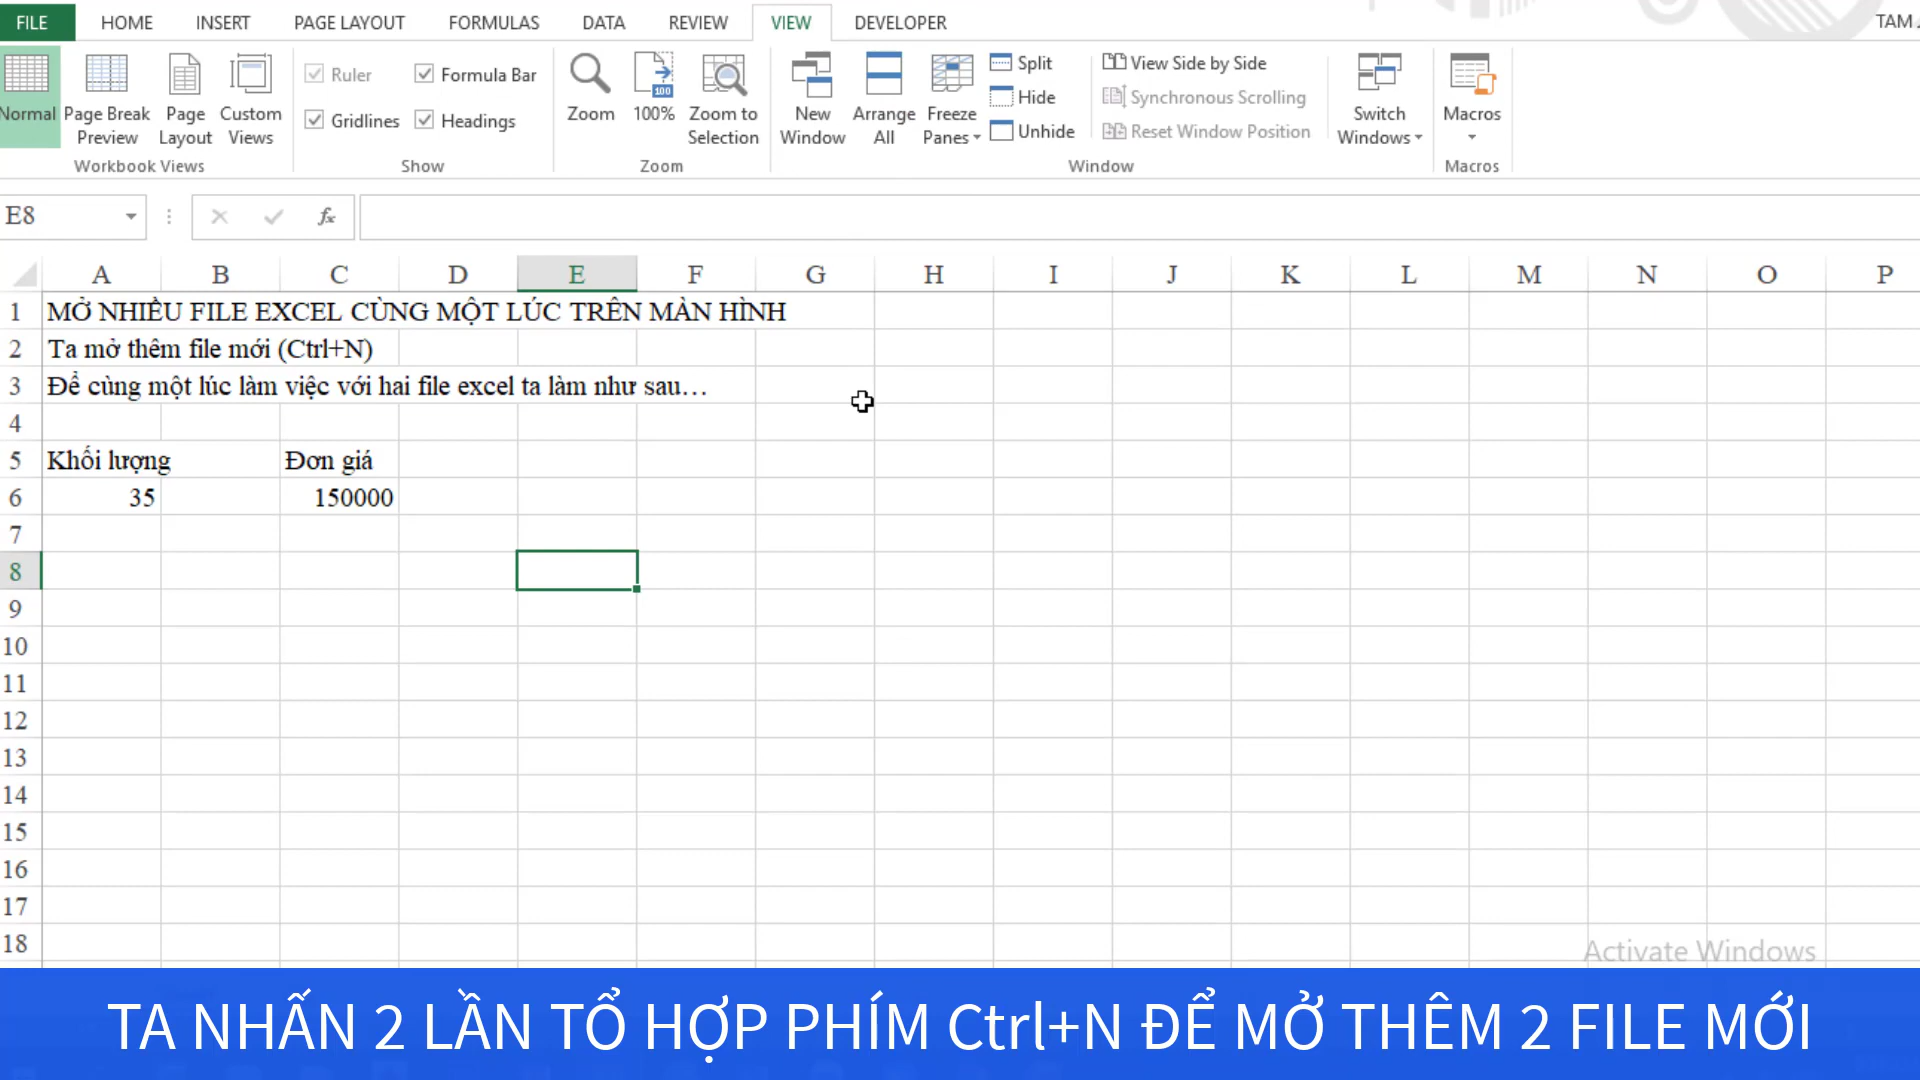 FILE HOME INSERT PAGE LAYOUT FORMULAS DATA REVIEW VIEW DEVELOPER TAM
Normal Page Break Preview Page Layout Custom Views
Workbook Views
Ruler Formula Bar
Gridlines Headings
Show
Zoom 100% Zoom to Selection
Zoom
New Window Arrange All Freeze Panes
Split
Hide
Unhide
View Side by Side
Synchronous Scrolling
Reset Window Position
Switch Windows
Window
Macros
Macros
E8 fx
A B C D E F G H I J K L M N O P
1 MỞ NHIỀU FILE EXCEL CÙNG MỘT LÚC TRÊN MÀN HÌNH
2 Ta mở thêm file mới (Ctrl+N)
3 Để cùng một lúc làm việc với hai file excel ta làm như sau...
4
5 Khối lượng Đơn giá
6 35 150000
7
8
9
10
11
12
13
14
15
16
17
18
Activate Windows
TA NHẤN 2 LẦN TỔ HỢP PHÍM Ctrl+N ĐỂ MỞ THÊM 2 FILE MỚI